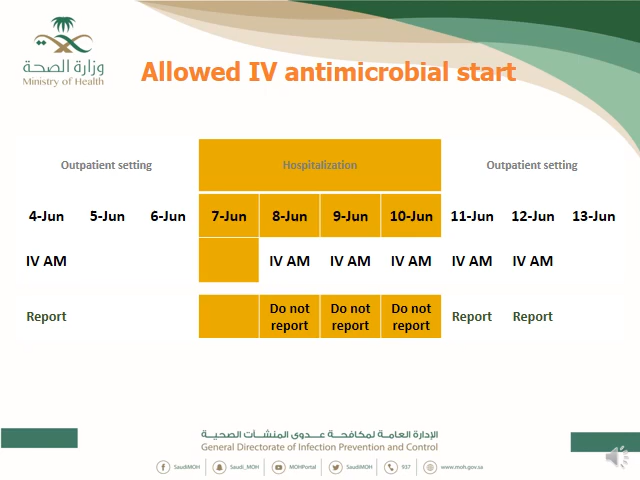 وزارة الصحة
Ministry of Health
Allowed IV antimicrobial start
Outpatient setting
Hospitalization
Outpatient setting
4-Jun 5-Jun 6-Jun 7-Jun 8-Jun 9-Jun 10-Jun 11-Jun 12-Jun 13-Jun
IV AM IV AM IV AM IV AM IV AM IV AM
Report Do not report Do not report Do not report Report Report
الإدارة العامة لمكافحة عدوى المنشآت الصحية
General Directorate of Infection Prevention and Control
SaudiMOH Saudi_MOH MOHPortal SaudiMOH 937 www.moh.gov.sa